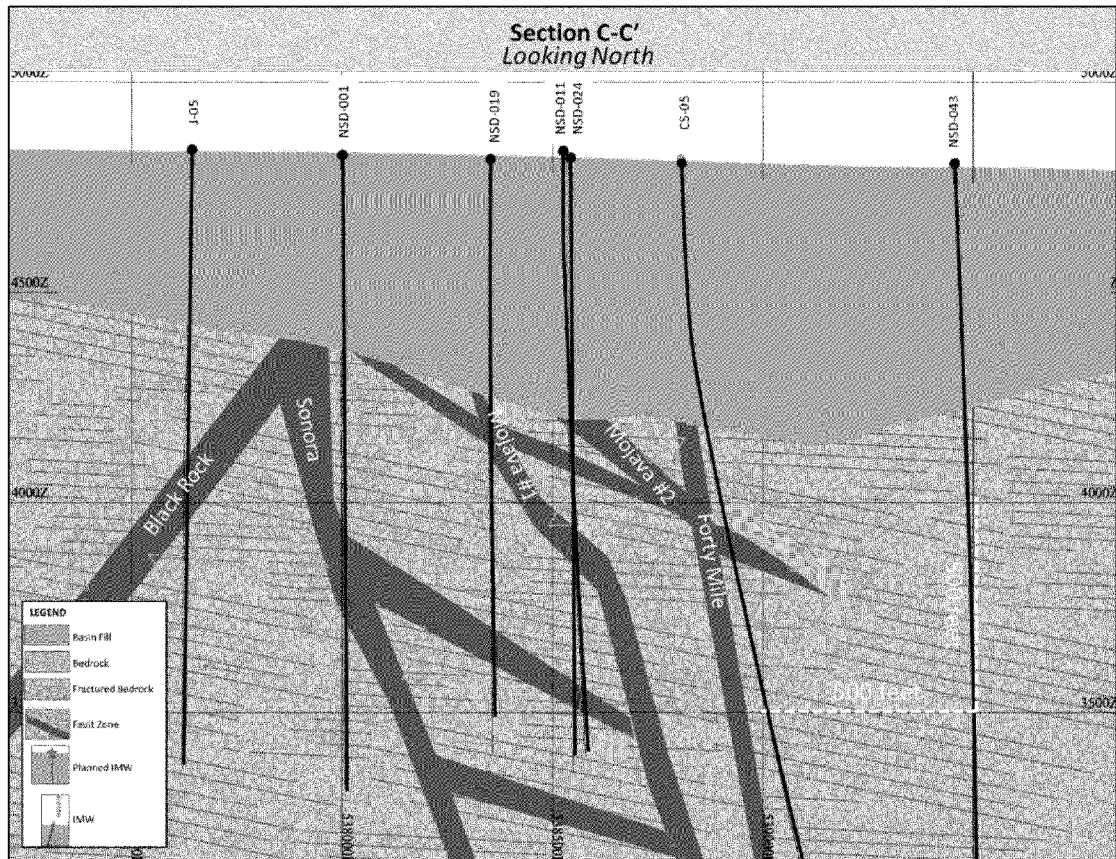 Section C-C'
Looking North
5000Z
5000Z
J-05
NSD-001
NSD-019
NSD-011
NSD-024
CS-05
NSD-043
4500Z
Sonora
Black Rock
Mojava #1
Mojava #2
Forty Mile
4000Z
4000Z
500 feet
500 feet
3500Z
LEGEND
Basin Fill
Bedrock
Fractured Bedrock
Fault Zone
Planned IMW
IMW